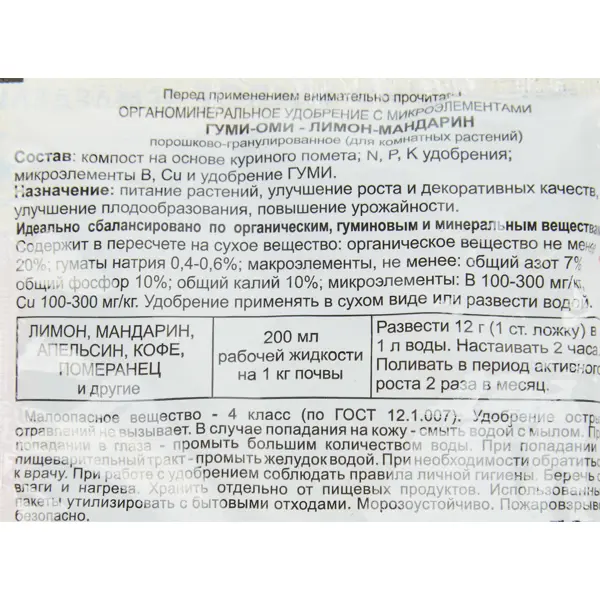 Перед применением внимательно прочитать
ОРГАНОМИНЕРАЛЬНОЕ УДОБРЕНИЕ С МИКРОЭЛЕМЕНТАМИ
ГУМИ-ОМИ - ЛИМОН-МАНДАРИН
порошково-гранулированное (для комнатных растений)
Состав: компост на основе куриного помета; N, P, K удобрения;
микроэлементы B, Cu и удобрение ГУМИ.
Назначение: питание растений, улучшение роста и декоративных качеств,
улучшение плодообразования, повышение урожайности.
Идеально сбалансировано по органическим, гуминовым и минеральным вещества
Содержит в пересчете на сухое вещество: органическое вещество не мене
20%; гуматы натрия 0,4-0,6%; макроэлементы, не менее: общий азот 7%
общий фосфор 10%; общий калий 10%; микроэлементы: B 100-300 мг/кг,
Cu 100-300 мг/кг. Удобрение применять в сухом виде или развести водой.
ЛИМОН, МАНДАРИН,
АПЕЛЬСИН, КОФЕ,
ПОМЕРАНЕЦ
и другие
200 мл
рабочей жидкости
на 1 кг почвы
Развести 12 г (1 ст. ложку) в
1 л воды. Настаивать 2 часа
Поливать в период активног
роста 2 раза в месяц.
Малоопасное вещество - 4 класс (по ГОСТ 12.1.007). Удобрение остры
отравлений не вызывает. В случае попадания на кожу - смыть водой с мылом. Пр
попадании в глаза - промыть большим количеством воды. При попадании
пищеварительный тракт - промыть желудок водой. При необходимости обратитьс
к врачу. При работе с удобрением соблюдать правила личной гигиены. Беречь о
влаги и нагрева. Хранить отдельно от пищевых продуктов. Использованны
пакеты утилизировать с бытовыми отходами. Морозоустойчиво. Пожаровзрыв
безопасно.